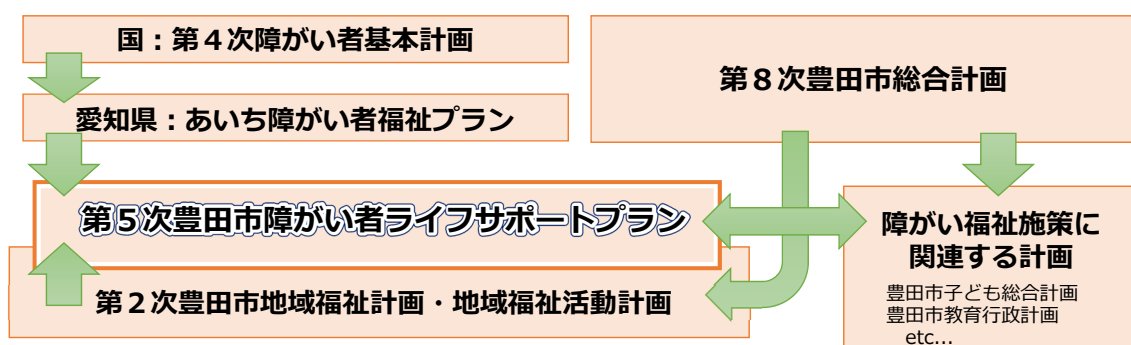 国：第４次障がい者基本計画
愛知県：あいち障がい者福祉プラン
第８次豊田市総合計画
第５次豊田市障がい者ライフサポートプラン
第２次豊田市地域福祉計画・地域福祉活動計画
障がい福祉施策に
関連する計画
豊田市子ども総合計画
豊田市教育行政計画
etc...